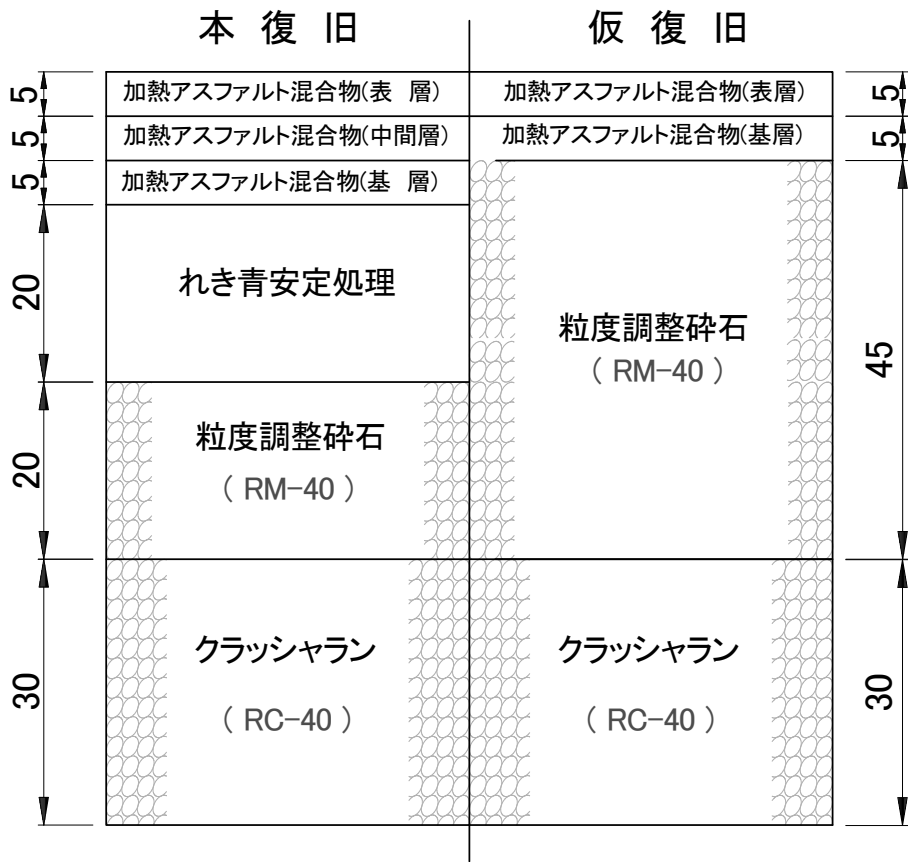 本 復 旧
仮 復 旧
5
加熱アスファルト混合物(表 層)
加熱アスファルト混合物(表層)
5
5
加熱アスファルト混合物(中間層)
加熱アスファルト混合物(基層)
5
5
加熱アスファルト混合物(基 層)
20
れき青安定処理
粒度調整砕石
( RM-40 )
45
20
粒度調整砕石
( RM-40 )
30
クラッシャラン
( RC-40 )
クラッシャラン
( RC-40 )
30